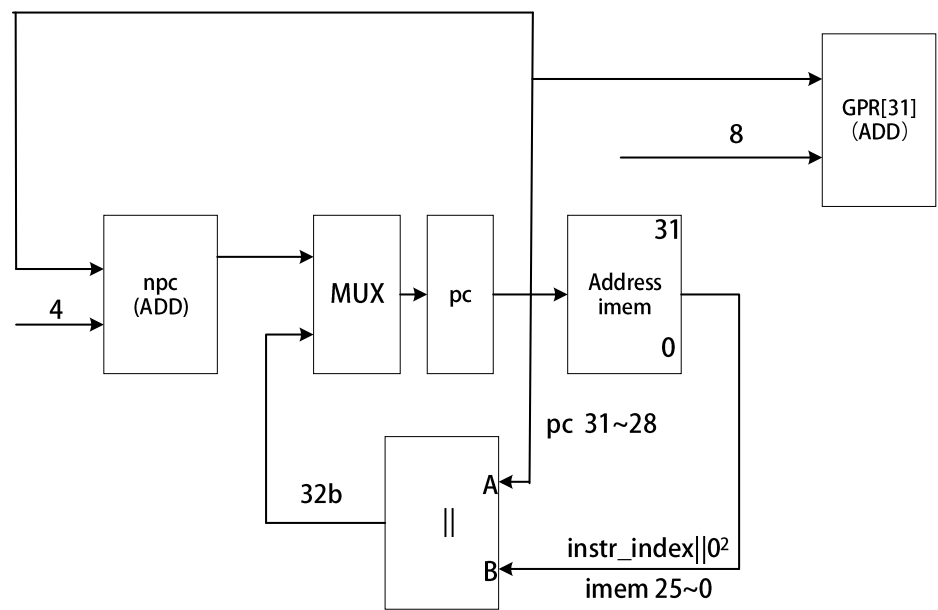 GPR[31]
(ADD)
8
npc
(ADD)
4
MUX
pc
31
Address
imem
0
pc 31~28
A
32b
||
B
instr_index||0²
imem 25~0